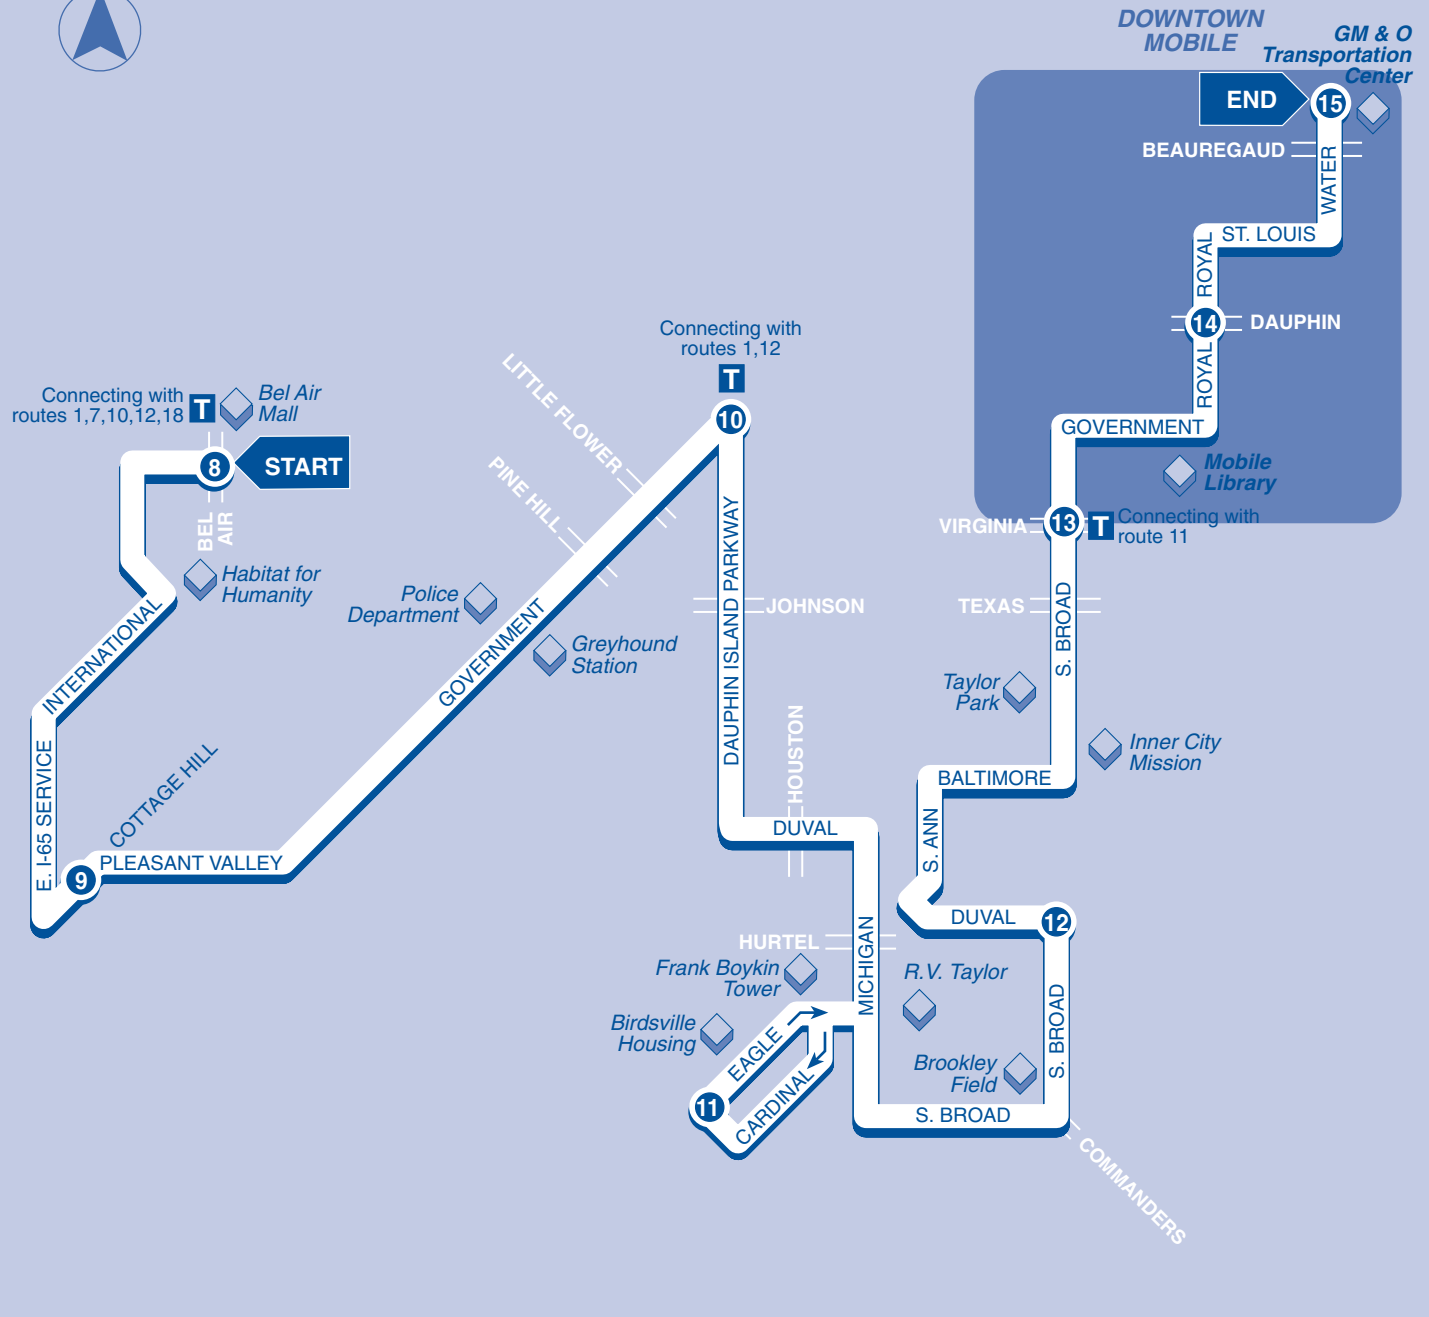 DOWNTOWN
MOBILE
GM & O
Transportation
Center
END
15
BEAUREGAUD
WATER
ST. LOUIS
ROYAL
14
DAUPHIN
ROYAL
GOVERNMENT
Mobile
Library
VIRGINIA
13
T
Connecting with
route 11
Connecting with
routes 1,12
T
10
LITTLE FLOWER
PINE HILL
Connecting with
routes 1,7,10,12,18
T
Bel Air
Mall
8
START
BEL
AIR
Habitat for
Humanity
INTERNATIONAL
Police
Department
GOVERNMENT
Greyhound
Station
DAUPHIN ISLAND PARKWAY
JOHNSON
TEXAS
S. BROAD
Taylor
Park
Inner City
Mission
E. I-65 SERVICE
COTTAGE HILL
9
PLEASANT VALLEY
HOUSTON
DUVAL
BALTIMORE
S. ANN
DUVAL
12
HURTEL
MICHIGAN
Frank Boykin
Tower
R.V. Taylor
Birdsville
Housing
EAGLE
CARDINAL
11
Brookley
Field
S. BROAD
S. BROAD
COMMANDERS